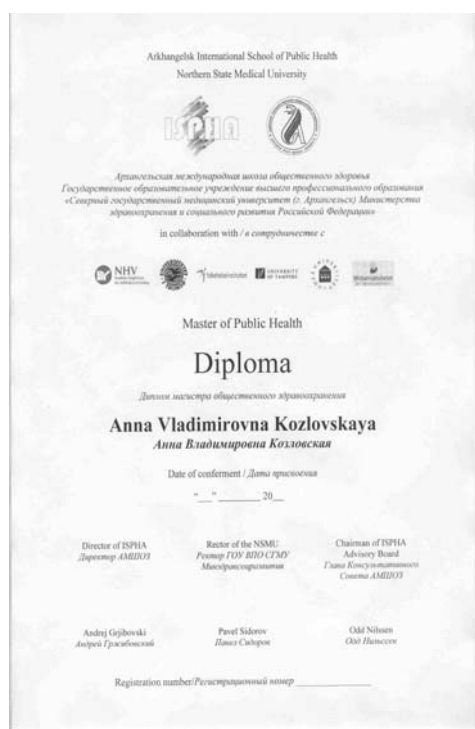 Arkhangelsk International School of Public Health
Northern State Medical University
ISPHA
Архангельская международная школа общественного здоровья
Государственное образовательное учреждение высшего профессионального образования
«Северный государственный медицинский университет (г. Архангельск) Министерства
здравоохранения и социального развития Российской Федерации»
in collaboration with / в сотрудничестве с
NHV
UNIVERSITY
OF TAMPERE
Master of Public Health
Diploma
Диплом магистра общественного здравоохранения
Anna Vladimirovna Kozlovskaya
Анна Владимировна Козловская
Date of conferment / Дата присвоения
"__" ________ 20__
Director of ISPHA
Директор АМШОЗ
Rector of the NSMU
Ректор ГОУ ВПО СГМУ
Минздравсоцразвития
Chairman of ISPHA
Advisory Board
Глава Консультативного
Совета АМШОЗ
Andrej Grjibovski
Андрей Гржибовский
Pavel Sidorov
Павел Сидоров
Odd Nilssen
Одд Нильссен
Registration number/Регистрационный номер ______________